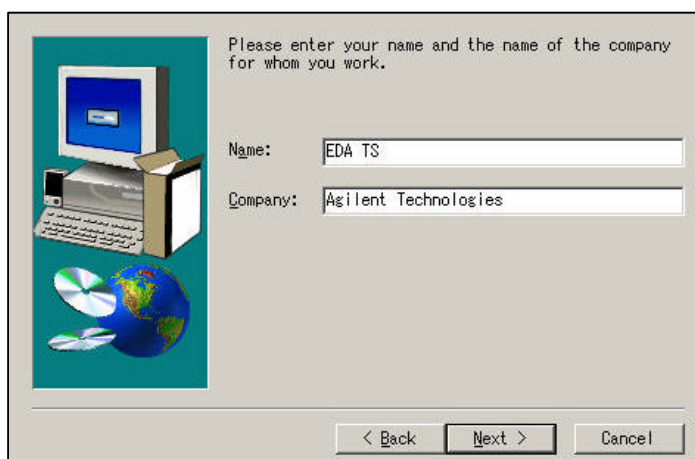 Please enter your name and the name of the company
for whom you work.
Name: EDA TS
Company: Agilent Technologies
< Back Next > Cancel